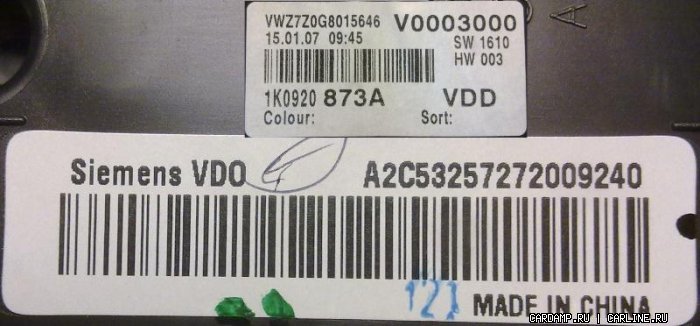 VWZ7Z0G8015646 V0003000
15.01.07 09:45 SW 1610
HW 003
1K0920 873A VDD
Colour: Sort:
A
Siemens VDO A2C53257272009240
121 MADE IN CHINA
CARDAMP.RU | CARLINE.RU